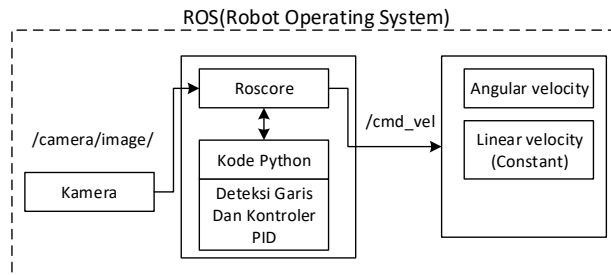 ROS(Robot Operating System)
/camera/image/
Kamera
Roscore
Kode Python
Deteksi Garis
Dan Kontroler
PID
/cmd_vel
Angular velocity
Linear velocity
(Constant)